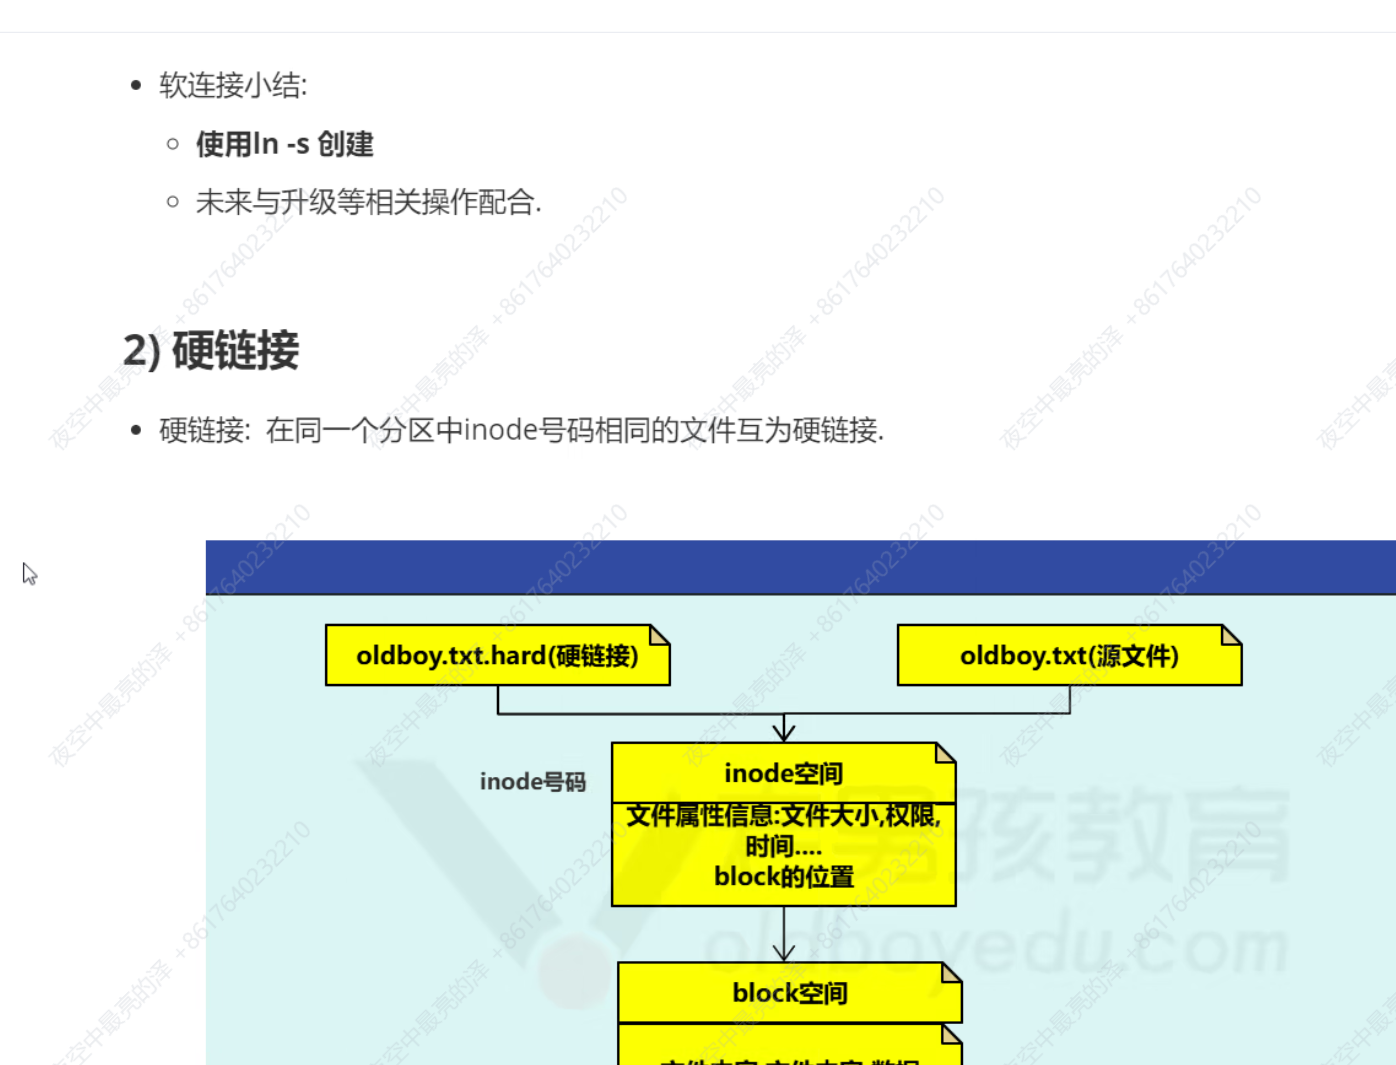 软连接小结:
使用ln -s 创建
未来与升级等相关操作配合.
2) 硬链接
硬链接: 在同一个分区中inode号码相同的文件互为硬链接.
oldboy.txt.hard(硬链接)
oldboy.txt(源文件)
inode号码
inode空间
文件属性信息:文件大小,权限,
时间....
block的位置
block空间
老男孩教育
oldboyedu.com
夜空中最亮的泽 +8617640232210